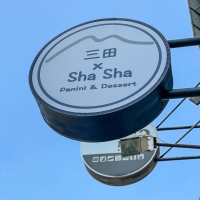 三田
×
Sha Sha
Panini & Dessert